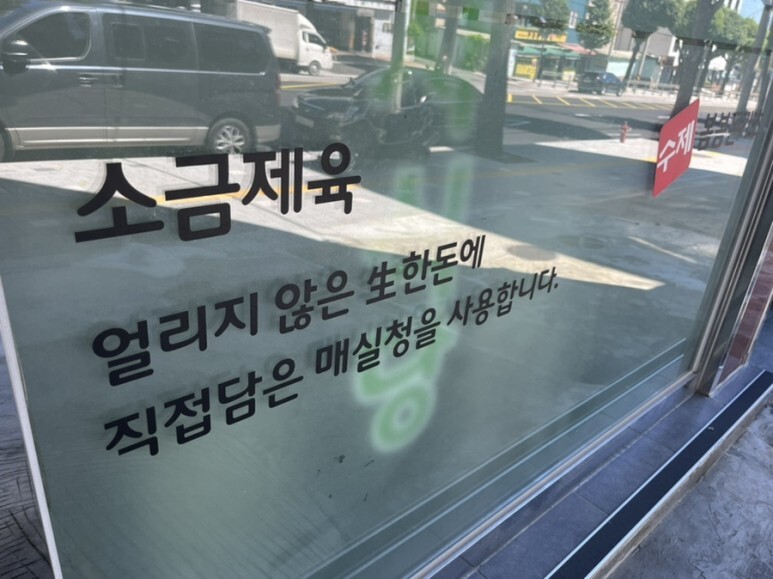 소금제육
얼리지 않은 生한돈에
직접담은 매실청을 사용합니다.
수제